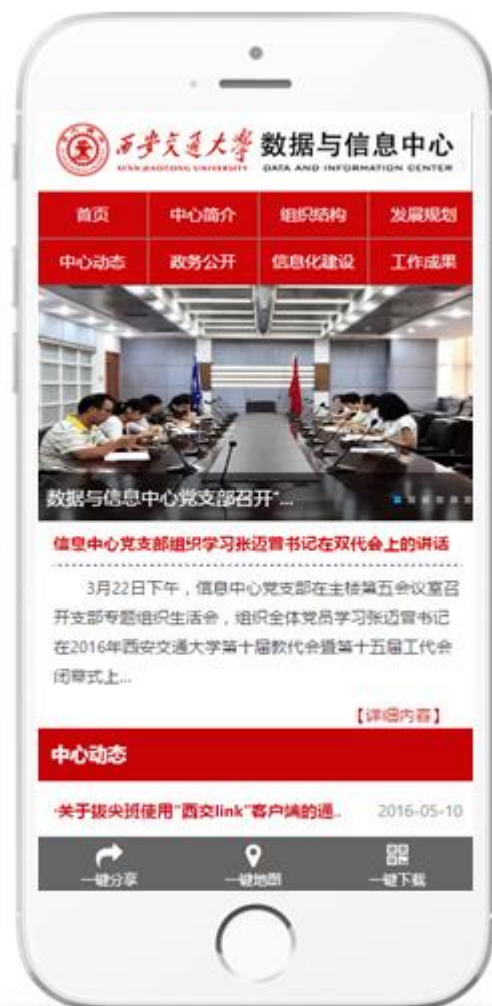 西安交通大学 数据与信息中心
XI'AN JIAOTONG UNIVERSITY DATA AND INFORMATION CENTER
首页 中心简介 组织结构 发展规划
中心动态 政务公开 信息化建设 工作成果
数据与信息中心党支部召开“...
信息中心党支部组织学习张迈曾书记在双代会上的讲话
3月22日下午，信息中心党支部在主楼第五会议室召
开支部专题组织生活会，组织全体党员学习张迈曾书记
在2016年西安交通大学第十届教代会暨第十五届工代会
闭幕式上...
【详细内容】
中心动态
·关于拔尖班使用“西交link”客户端的通.. 2016-05-10
一键分享 一键地图 一键下载